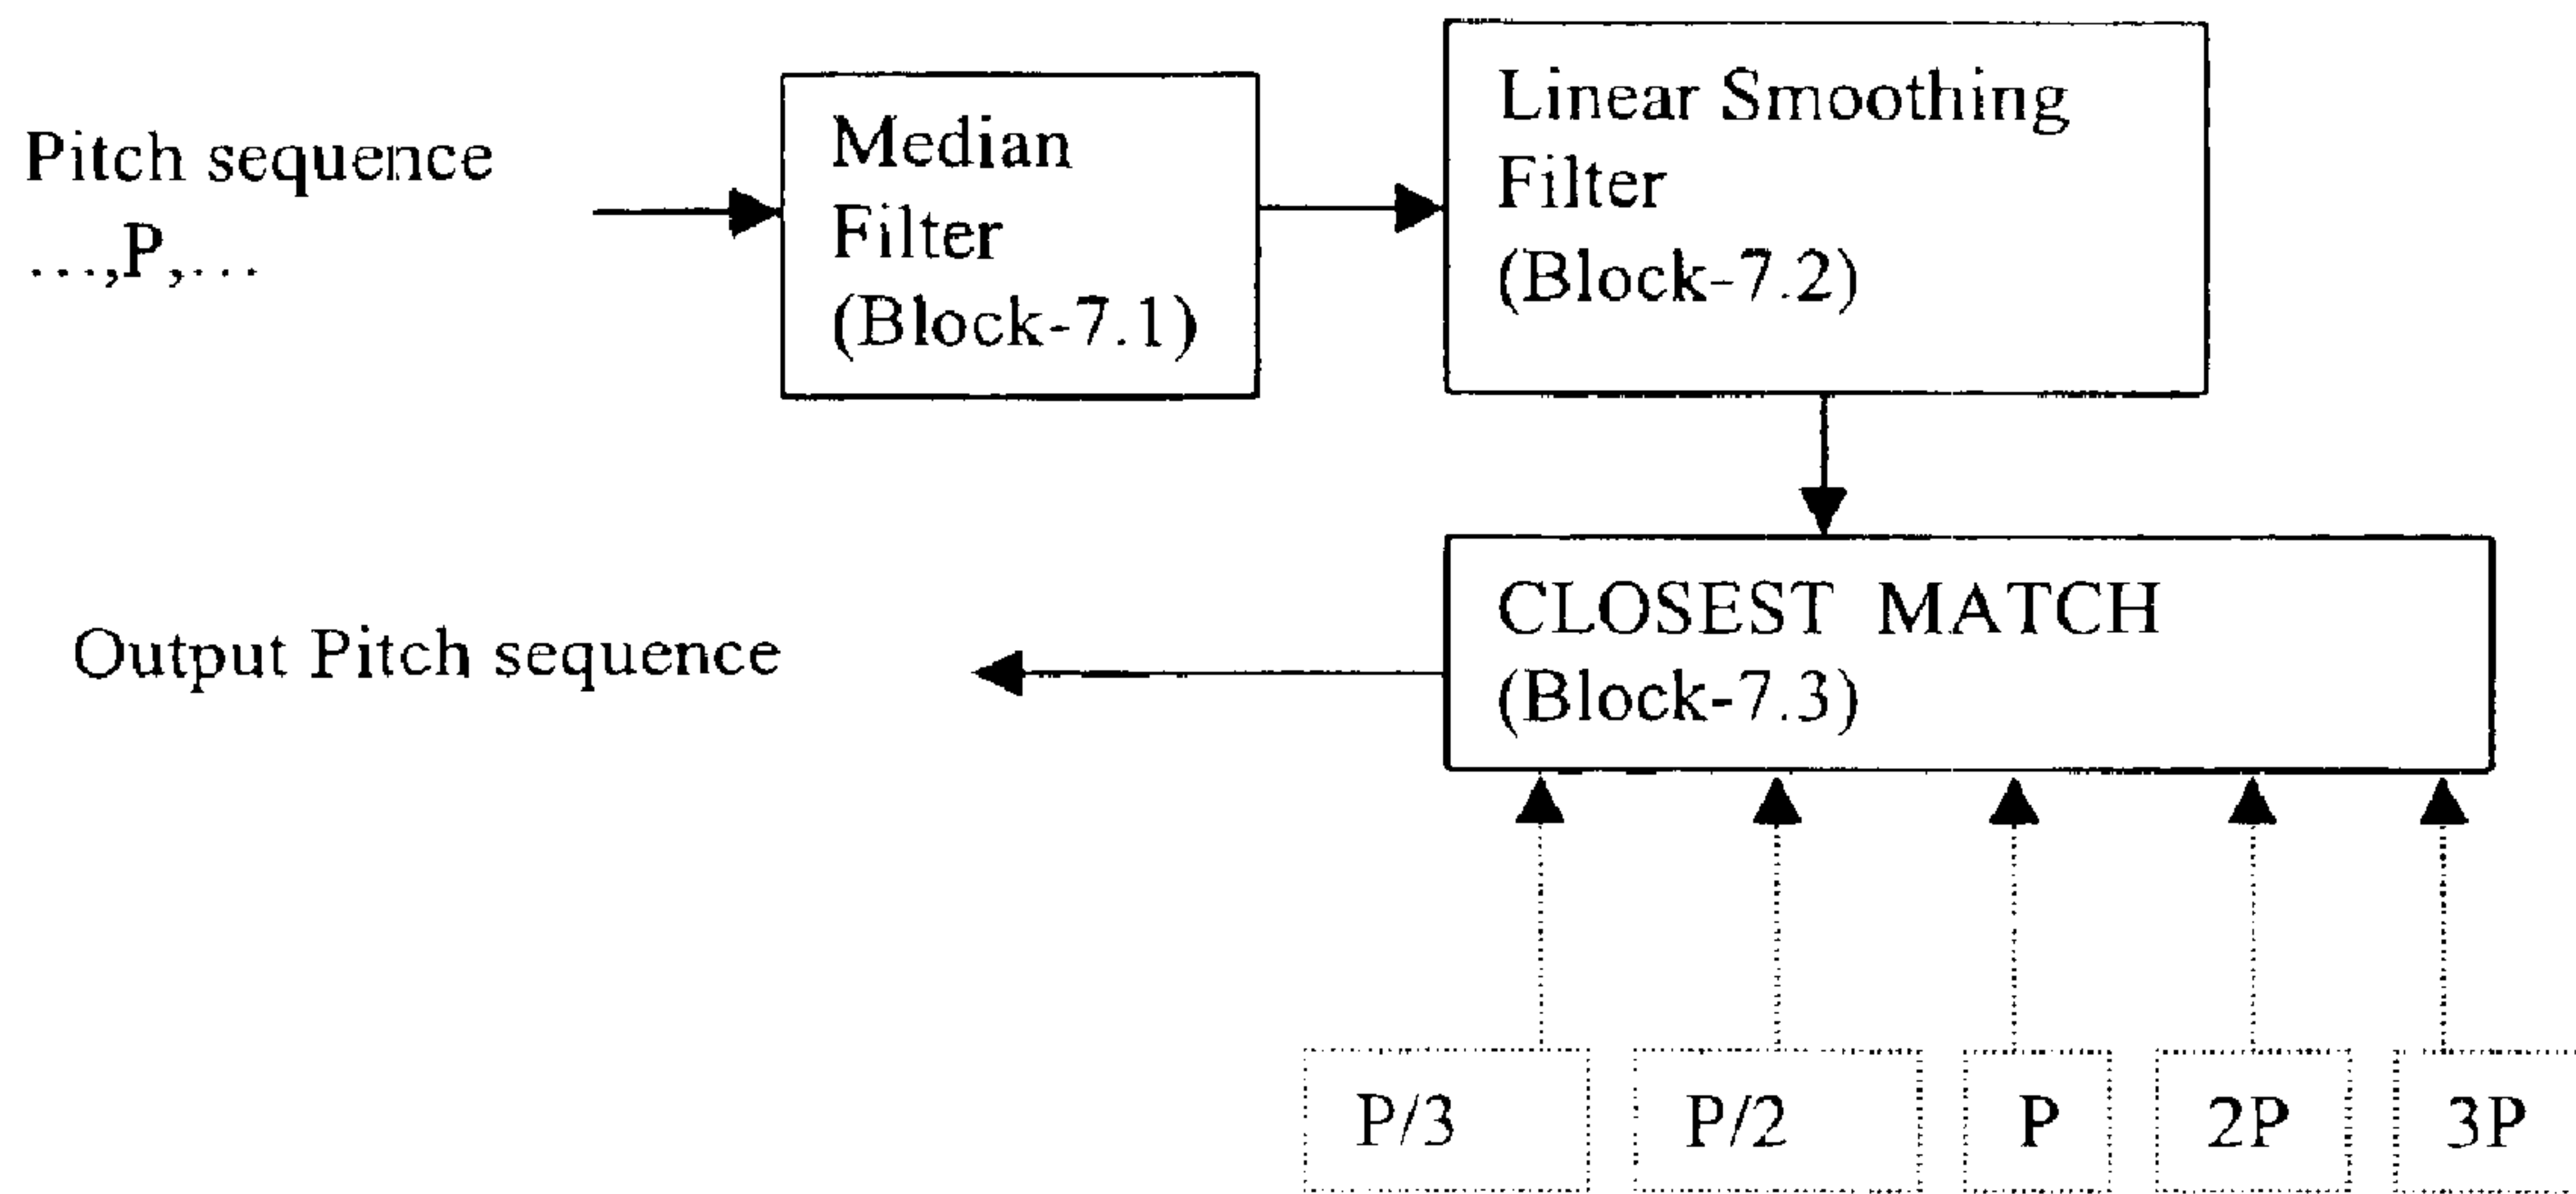 Pitch sequence
...,P,...
Median
Filter
(Block-7.1)
Linear Smoothing
Filter
(Block-7.2)
CLOSEST MATCH
(Block-7.3)
Output Pitch sequence
P/3
P/2
P
2P
3P